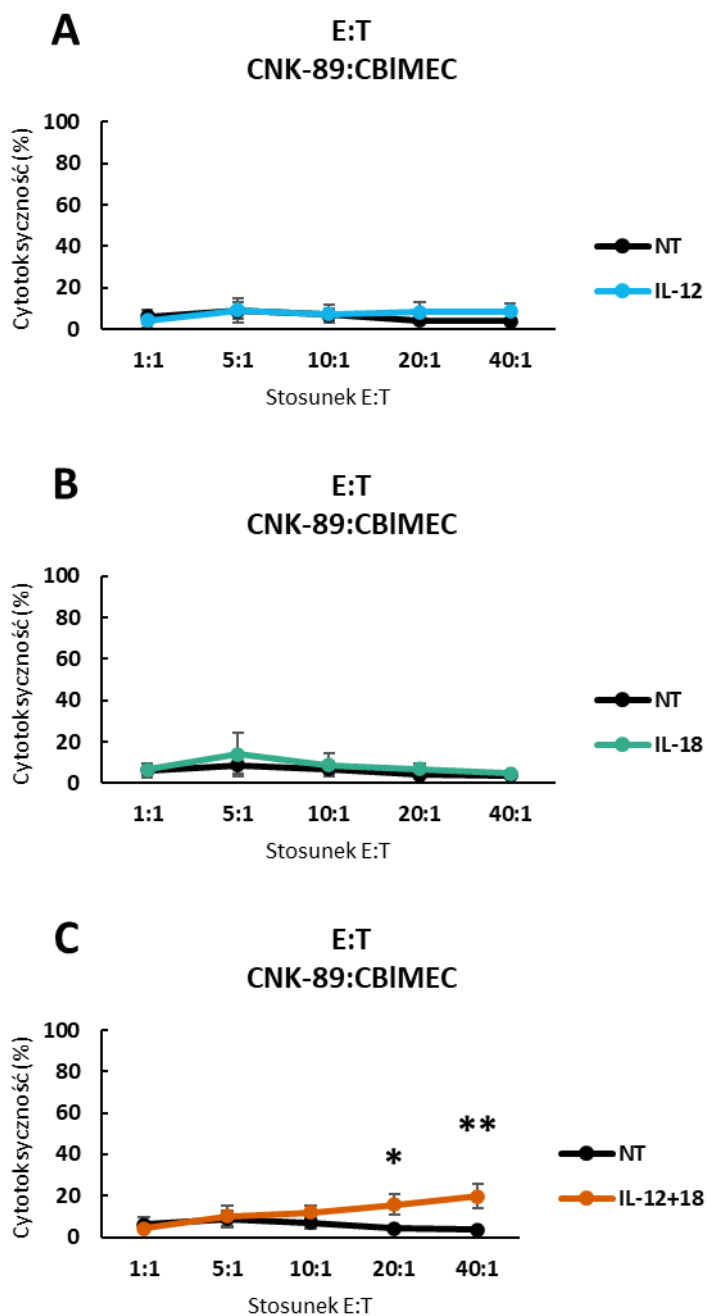 A
E:T
CNK-89:CBlMEC
Cytotoksyczność (%)
100
80
60
40
20
0
1:1 5:1 10:1 20:1 40:1
Stosunek E:T
NT
IL-12
B
E:T
CNK-89:CBlMEC
Cytotoksyczność (%)
100
80
60
40
20
0
1:1 5:1 10:1 20:1 40:1
Stosunek E:T
NT
IL-18
C
E:T
CNK-89:CBlMEC
Cytotoksyczność (%)
100
80
60
40
20
0
* **
1:1 5:1 10:1 20:1 40:1
Stosunek E:T
NT
IL-12+18